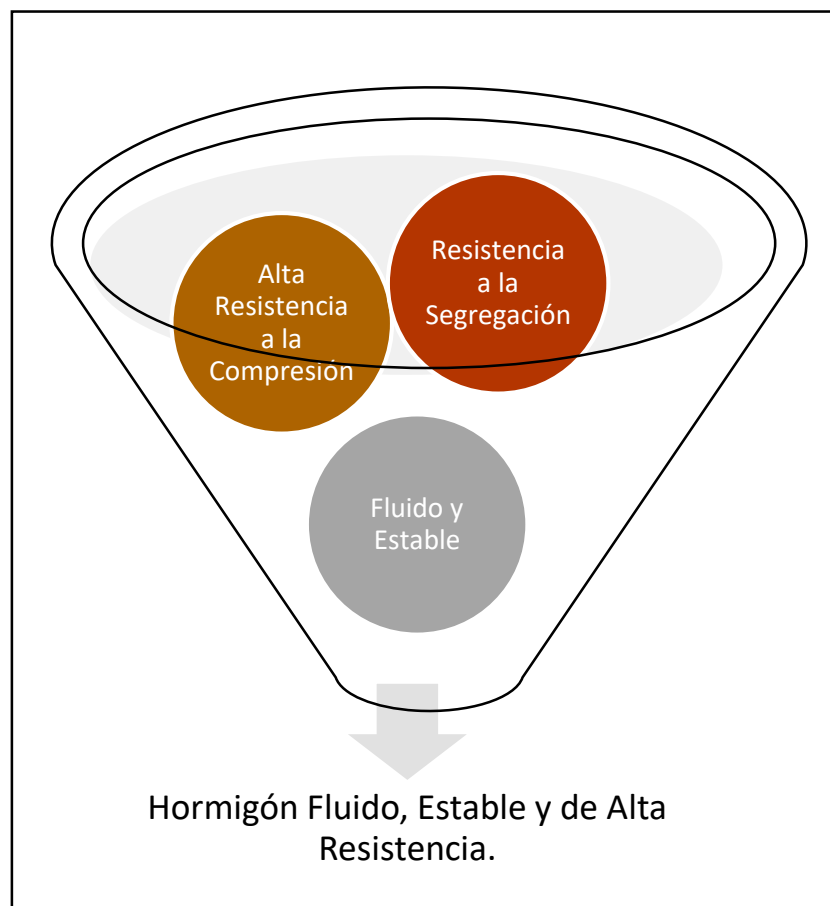 Alta
Resistencia
a la
Compresión
Resistencia
a la
Segregación
Fluido y
Estable
Hormigón Fluido, Estable y de Alta
Resistencia.